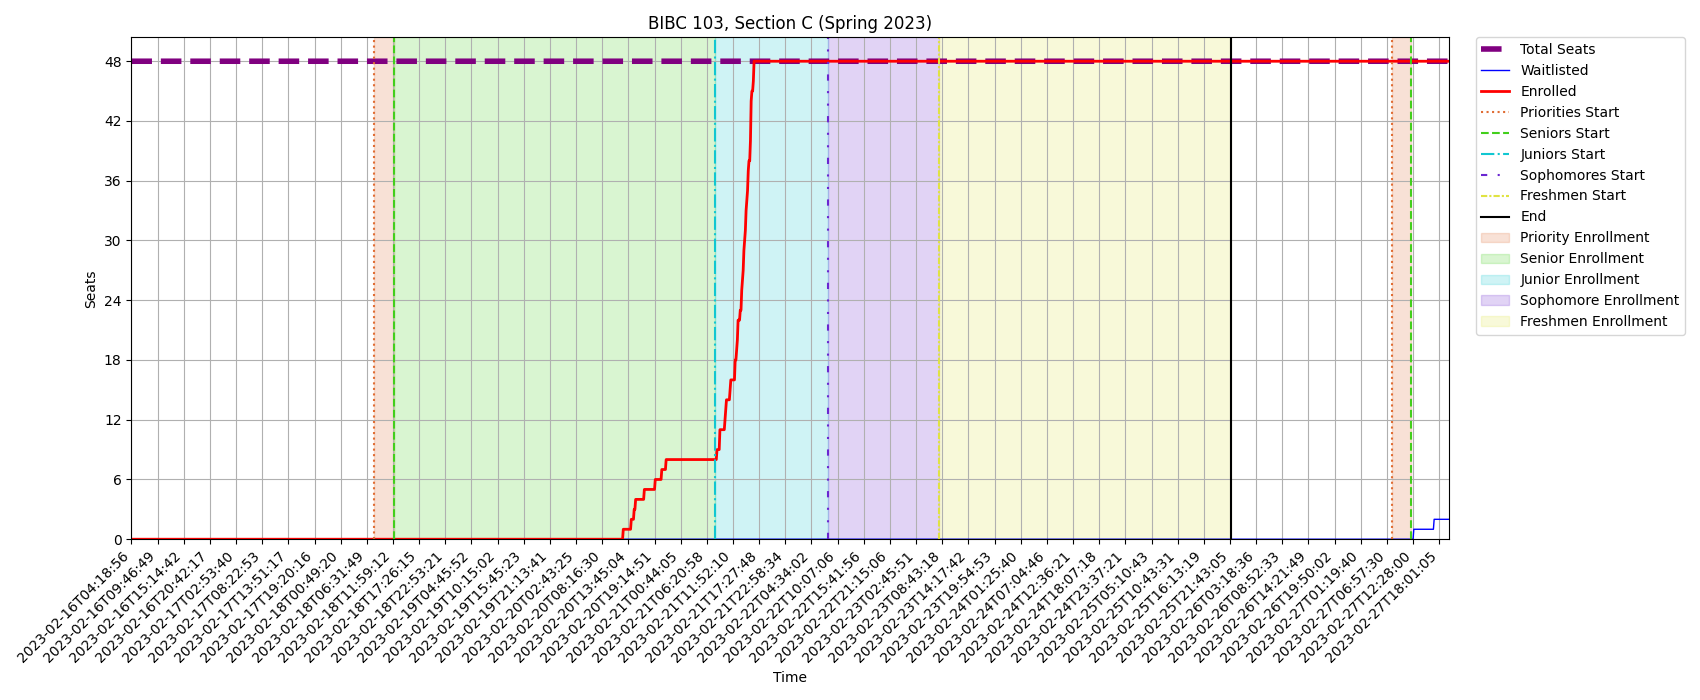 BIBC 103, Section C (Spring 2023)
Seats
48
42
36
30
24
18
12
6
0
2023-02-16T04:18:56
2023-02-16T09:46:49
2023-02-16T15:14:42
2023-02-16T20:42:17
2023-02-17T02:53:40
2023-02-17T08:22:53
2023-02-17T13:51:17
2023-02-17T19:20:16
2023-02-18T00:49:20
2023-02-18T06:31:49
2023-02-18T11:59:12
2023-02-18T17:26:15
2023-02-18T22:53:21
2023-02-19T04:45:52
2023-02-19T10:15:02
2023-02-19T15:45:23
2023-02-19T21:13:41
2023-02-20T02:43:25
2023-02-20T08:16:30
2023-02-20T13:45:04
2023-02-20T19:14:51
2023-02-21T00:44:05
2023-02-21T06:20:58
2023-02-21T11:52:10
2023-02-21T17:27:48
2023-02-21T22:58:34
2023-02-22T04:34:02
2023-02-22T10:07:06
2023-02-22T15:41:56
2023-02-22T21:15:06
2023-02-23T02:45:51
2023-02-23T08:43:18
2023-02-23T14:17:42
2023-02-23T19:54:53
2023-02-24T01:25:40
2023-02-24T07:04:46
2023-02-24T12:36:21
2023-02-24T18:07:18
2023-02-24T23:37:21
2023-02-25T05:10:43
2023-02-25T10:43:31
2023-02-25T16:13:19
2023-02-25T21:43:05
2023-02-26T03:18:36
2023-02-26T08:52:33
2023-02-26T14:21:49
2023-02-26T19:50:02
2023-02-27T01:19:40
2023-02-27T06:57:30
2023-02-27T12:28:00
2023-02-27T18:01:05
Time
Total Seats
Waitlisted
Enrolled
Priorities Start
Seniors Start
Juniors Start
Sophomores Start
Freshmen Start
End
Priority Enrollment
Senior Enrollment
Junior Enrollment
Sophomore Enrollment
Freshmen Enrollment